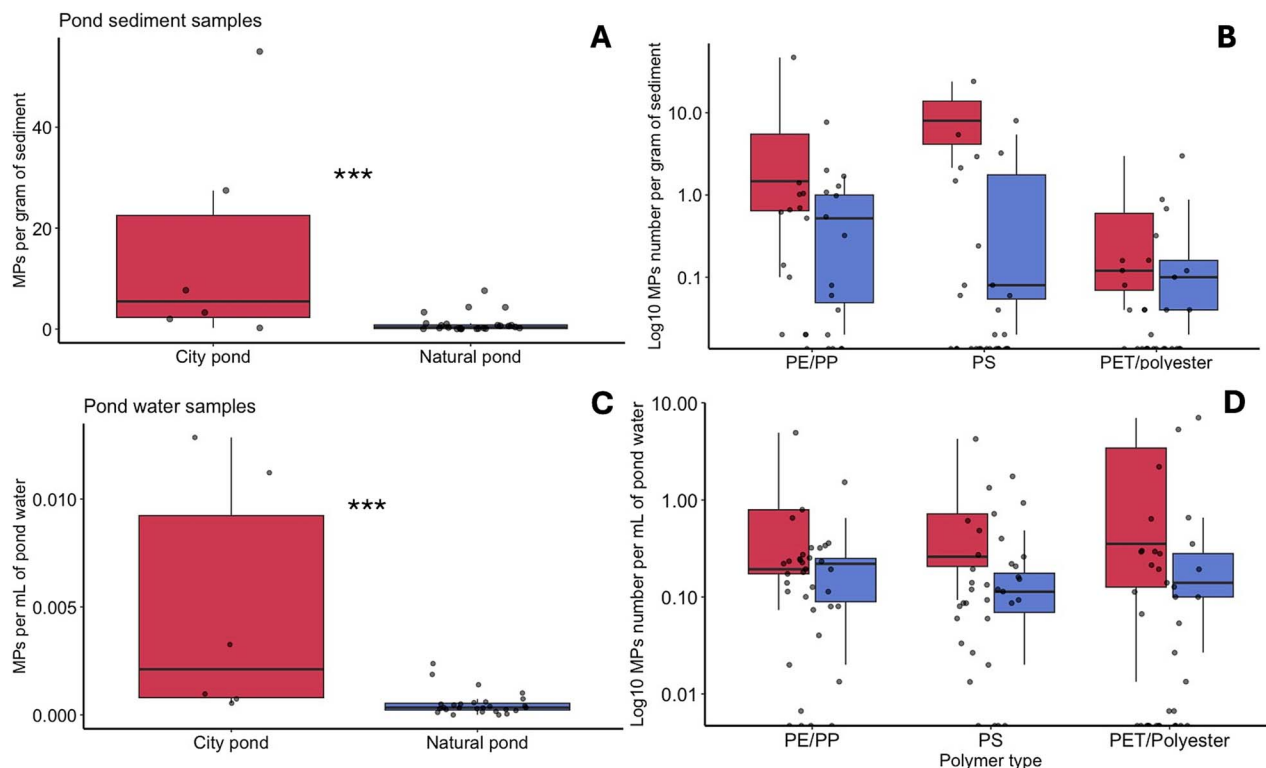 Pond sediment samples
A
MPs per gram of sediment
40
20
0
***
City pond
Natural pond
B
Log10 MPs number per gram of sediment
10.0
1.0
0.1
PE/PP
PS
PET/polyester
Pond water samples
C
MPs per mL of pond water
0.010
0.005
0.000
***
City pond
Natural pond
D
Log10 MPs number per mL of pond water
10.00
1.00
0.10
0.01
PE/PP
PS
PET/Polyester
Polymer type